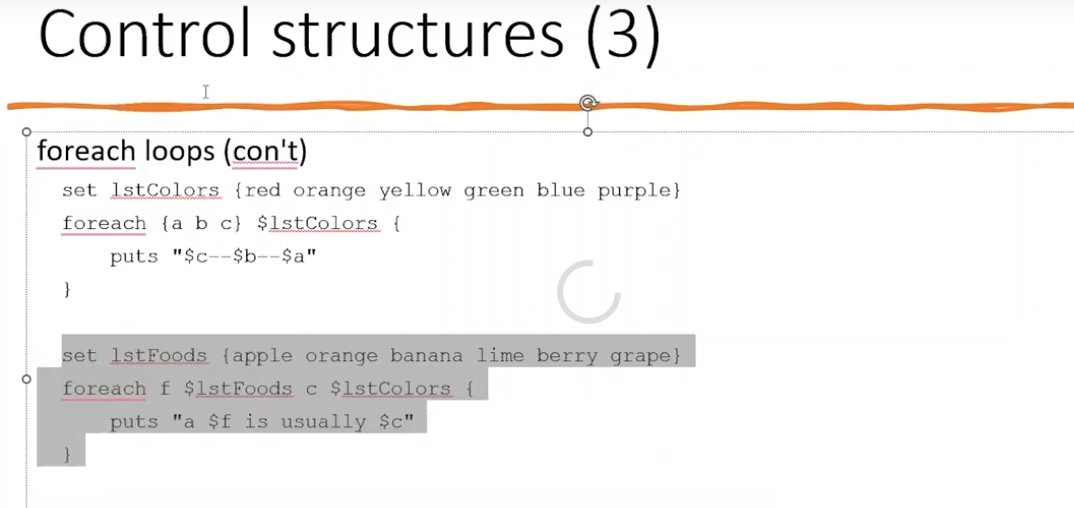 Control structures (3)
foreach loops (con't)
set lstColors {red orange yellow green blue purple}
foreach {a b c} $lstColors {
puts "$c--$b--$a"
}
set lstFoods {apple orange banana lime berry grape}
foreach f $lstFoods c $lstColors {
puts "a $f is usually $c"
}